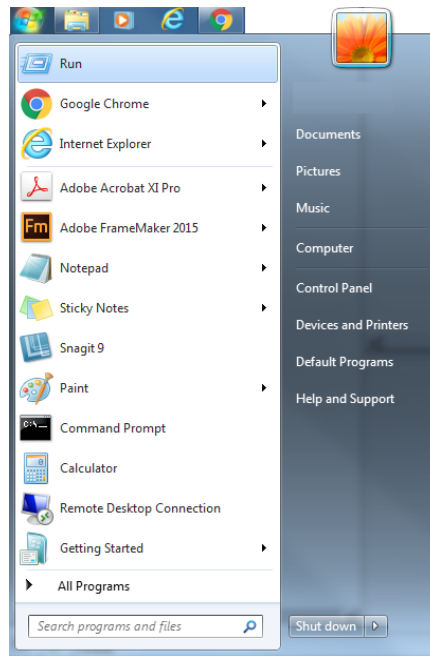 Run
Google Chrome
Internet Explorer
Adobe Acrobat XI Pro
Fm Adobe FrameMaker 2015
Notepad
Sticky Notes
Snagit 9
Paint
C:\_ Command Prompt
Calculator
Remote Desktop Connection
Getting Started
All Programs
Search programs and files
Documents
Pictures
Music
Computer
Control Panel
Devices and Printers
Default Programs
Help and Support
Shut down